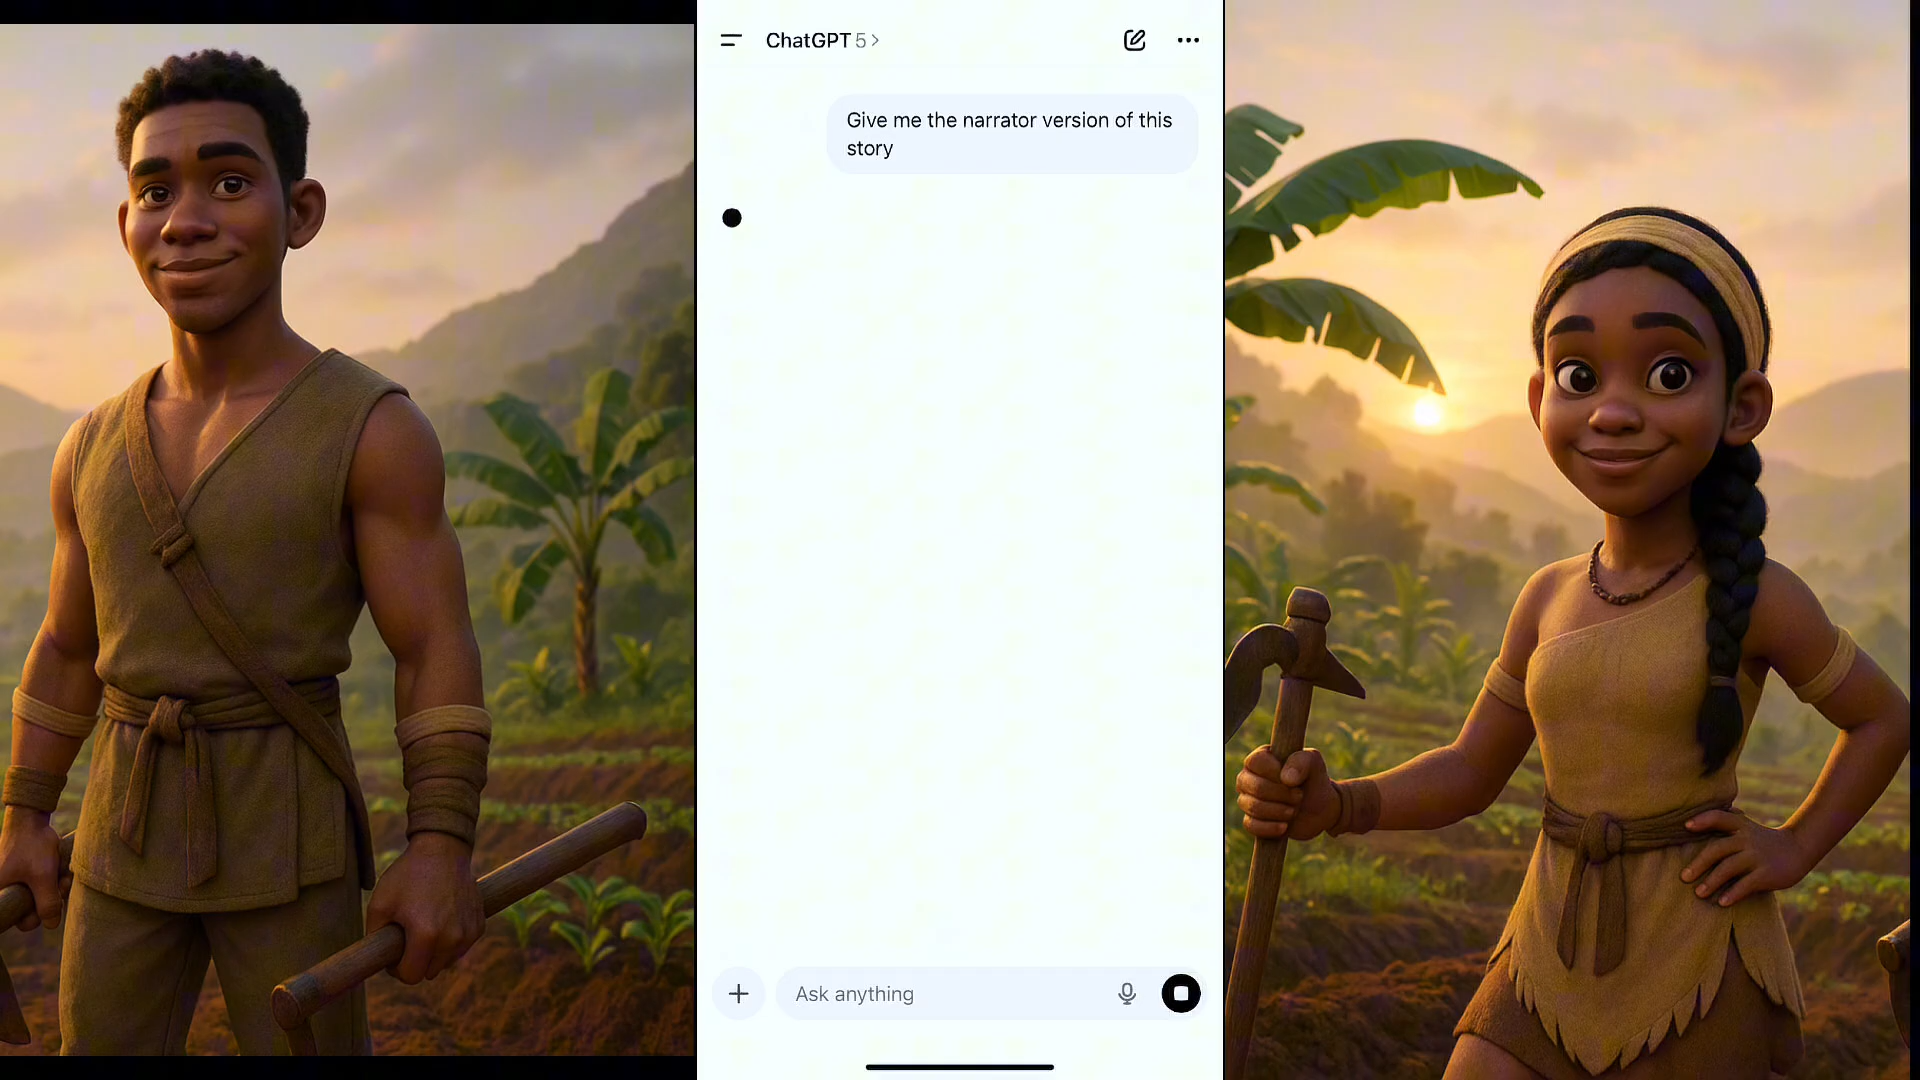 ChatGPT 5 >
Give me the narrator version of this
story
Ask anything